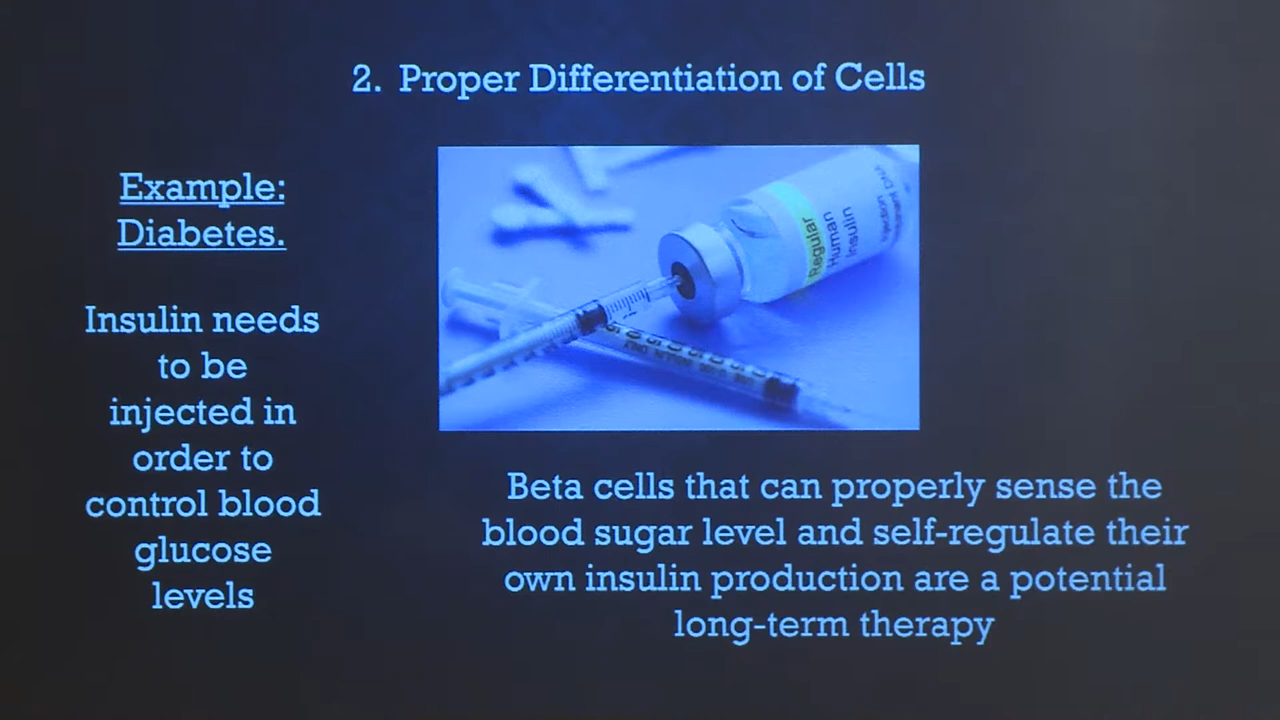 2. Proper Differentiation of Cells
Example:
Diabetes.
Insulin needs
to be
injected in
order to
control blood
glucose
levels
Regular
Human
Insulin
Beta cells that can properly sense the
blood sugar level and self-regulate their
own insulin production are a potential
long-term therapy